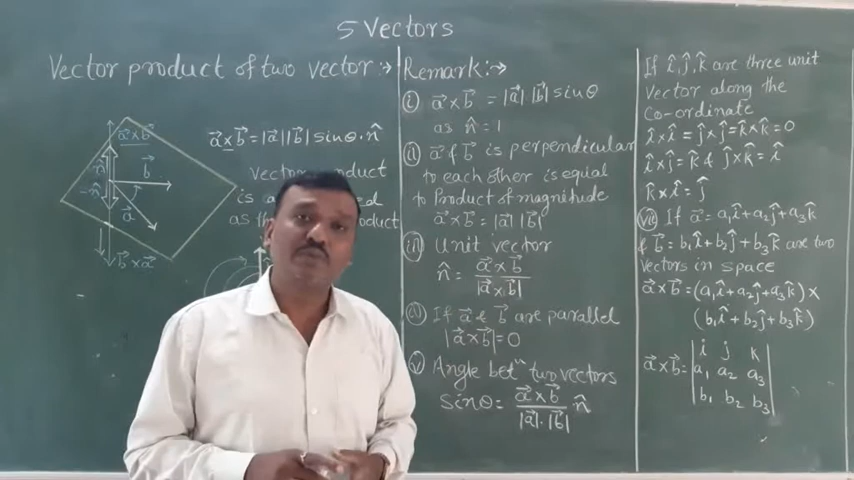 5 Vectors
Vector product of two vector :→
a⃗×b⃗
n̂
-n̂
b⃗
a⃗
b⃗×a⃗
a⃗×b⃗ = |a⃗||b⃗| sinθ·n̂
Vector product
is a
as the product
Remark :→
i) a⃗×b⃗ = |a⃗|·|b⃗| sinθ
as n̂ = 1
ii) a⃗ & b⃗ is perpendicular
to each other is equal
to Product of magnitude
a⃗×b⃗ = |a⃗|·|b⃗|
iii) Unit vector
n̂ = a⃗×b⃗ / |a⃗×b⃗|
iv) If a⃗ & b⃗ are parallel
|a⃗×b⃗| = 0
v) Angle betⁿ two vectors
sinθ = a⃗×b⃗ / |a⃗|·|b⃗| n̂
If î, ĵ, k̂ are three unit
vector along the
co-ordinate
î×î = ĵ×ĵ = k̂×k̂ = 0
î×ĵ = k̂ & ĵ×k̂ = î
k̂×î = ĵ
vii) If a⃗ = a₁î+a₂ĵ+a₃k̂
& b⃗ = b₁î+b₂ĵ+b₃k̂ are two
vectors in space
a⃗×b⃗ = (a₁î+a₂ĵ+a₃k̂)×
(b₁î+b₂ĵ+b₃k̂)
a⃗×b⃗ = | i j k
a₁ a₂ a₃
b₁ b₂ b₃ |